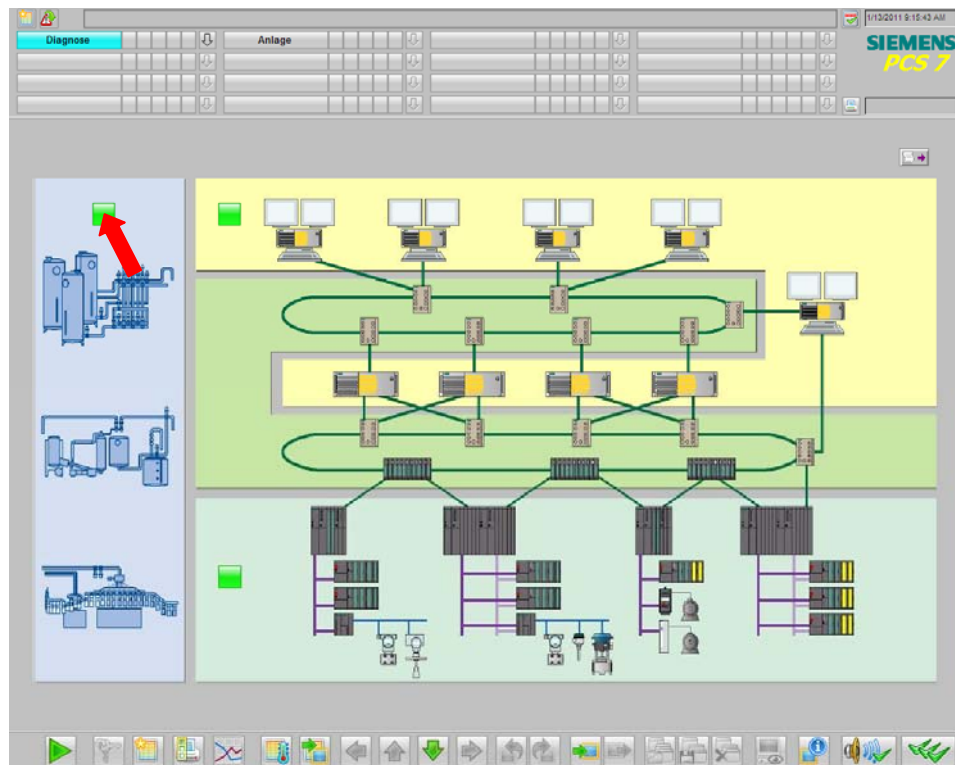 1/13/2011 9:15:43 AM
Diagnose
Anlage
SIEMENS
PCS 7